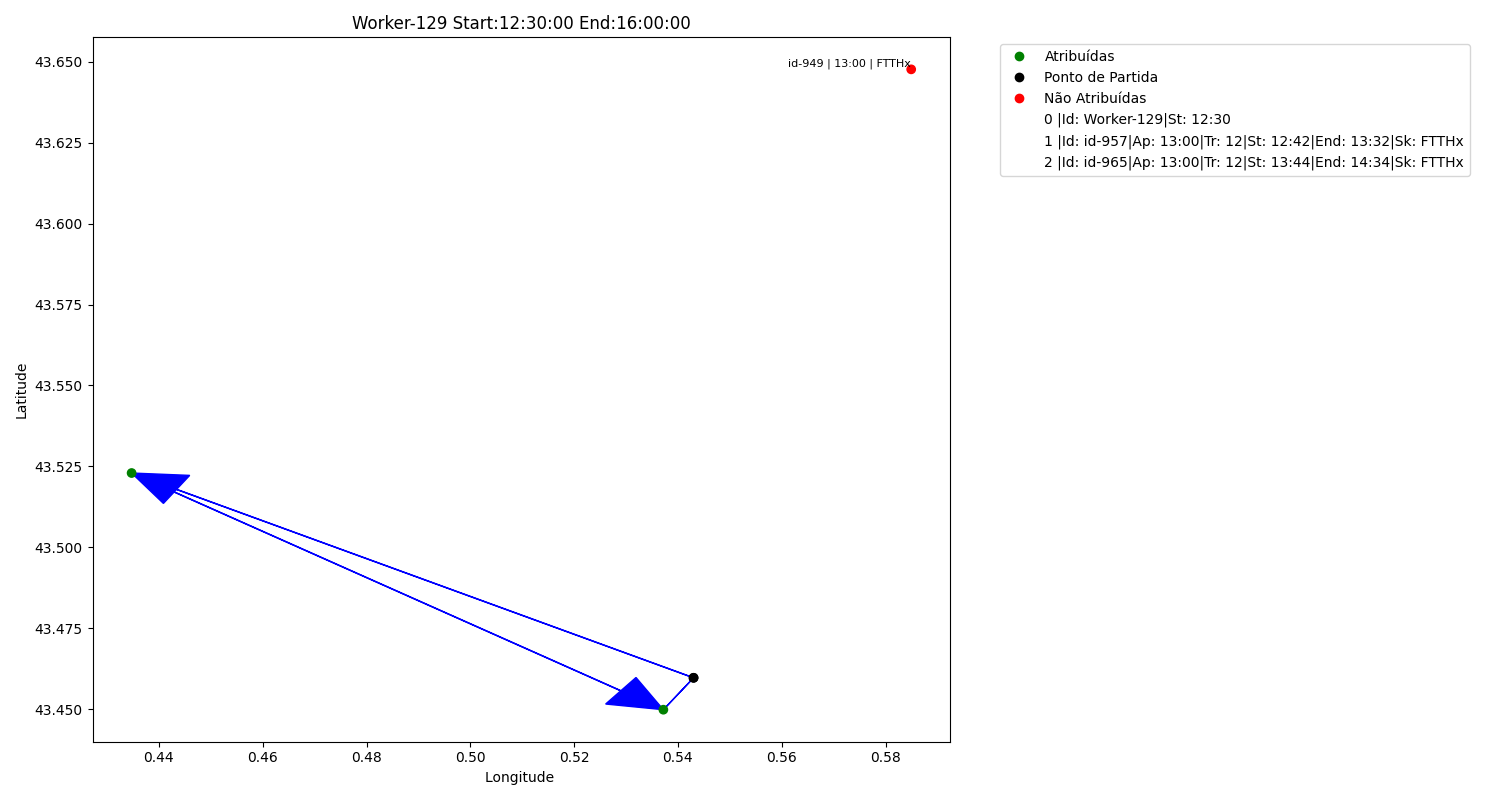 Worker-129 Start:12:30:00 End:16:00:00
43.650
43.625
43.600
43.575
43.550
43.525
43.500
43.475
43.450
Latitude
id-949 | 13:00 | FTTHx
0.44 0.46 0.48 0.50 0.52 0.54 0.56 0.58
Longitude
Atribuídas
Ponto de Partida
Não Atribuídas
0 |Id: Worker-129|St: 12:30
1 |Id: id-957|Ap: 13:00|Tr: 12|St: 12:42|End: 13:32|Sk: FTTHx
2 |Id: id-965|Ap: 13:00|Tr: 12|St: 13:44|End: 14:34|Sk: FTTHx